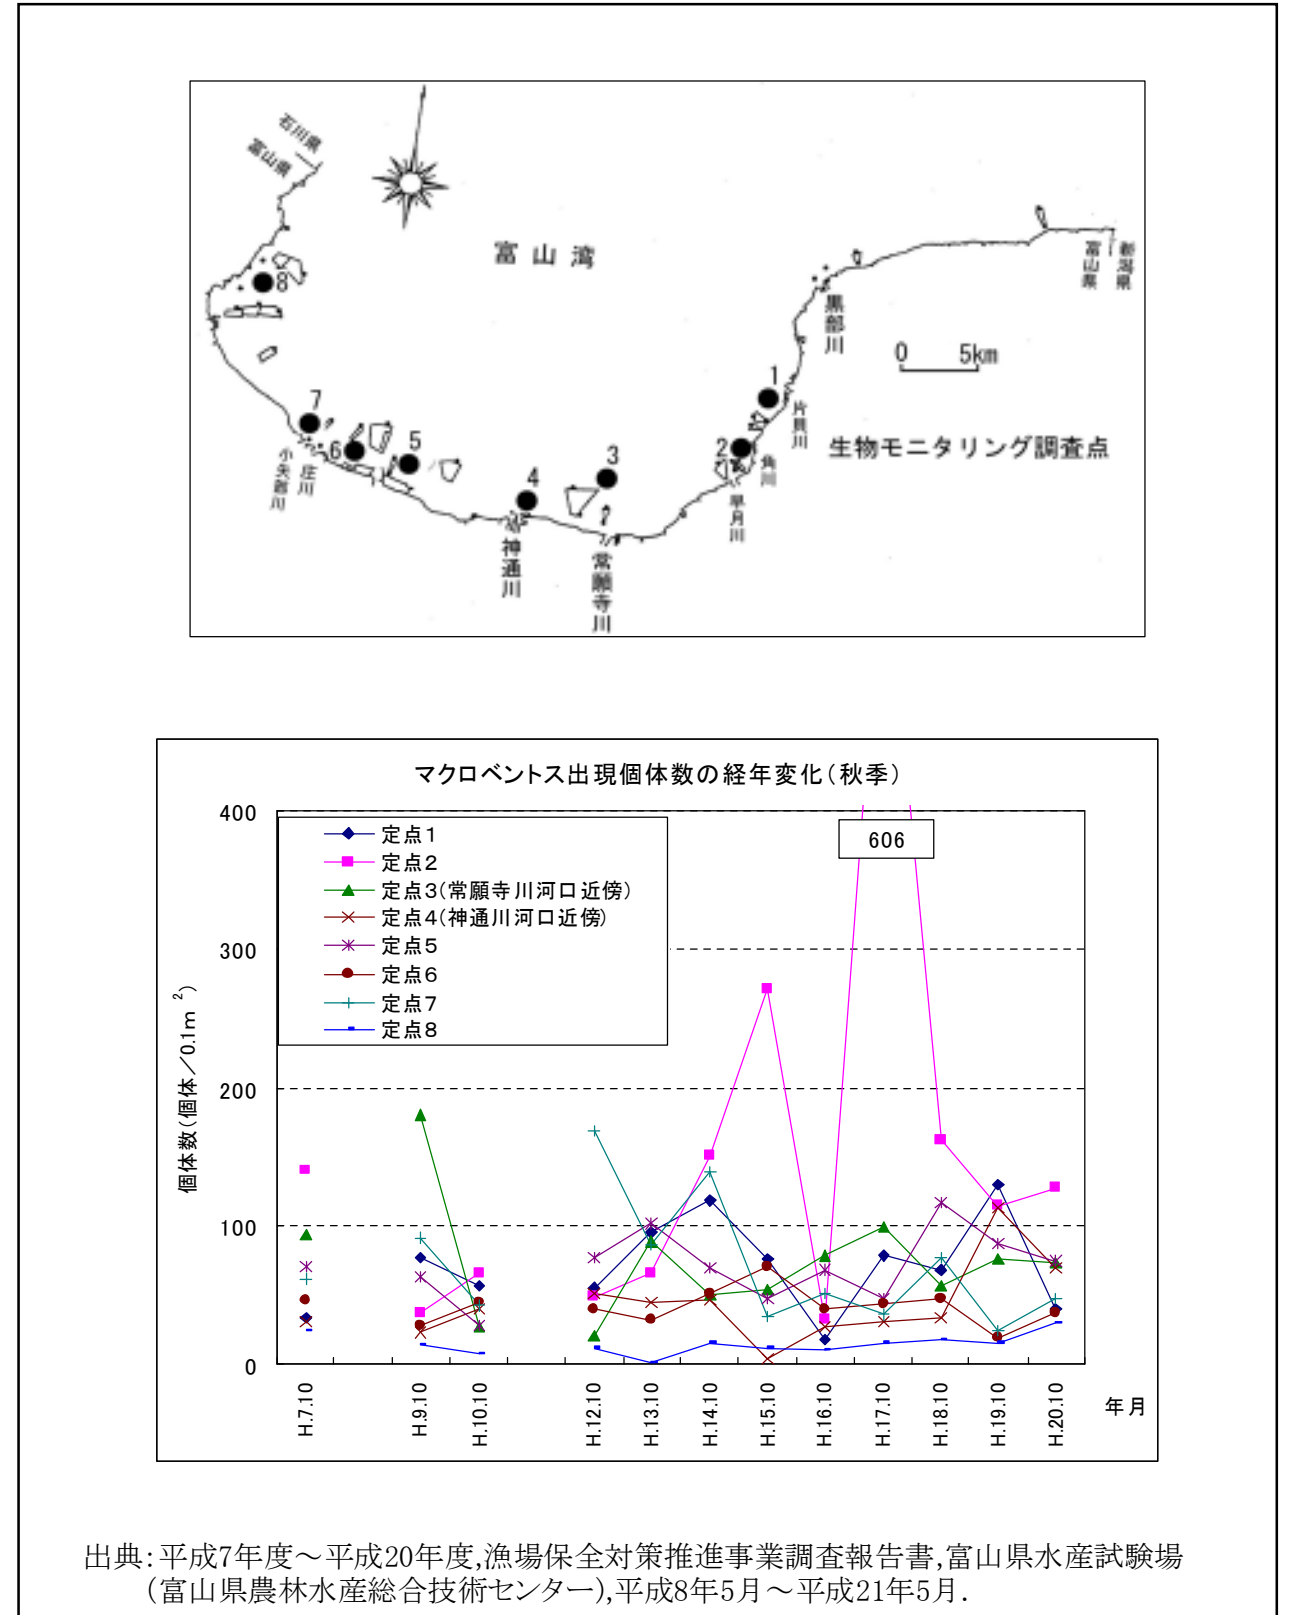 石川県
富山県
富山湾
8
富山県
新潟県
黒部川
0 5km
1
片貝川
7
6
5
2
角川
生物モニタリング調査点
3
4
小矢部川
庄川
早月川
神通川
常願寺川
マクロベントス出現個体数の経年変化(秋季)
個体数(個体/0.1m²)
400
300
200
100
0
定点1
定点2
定点3(常願寺川河口近傍)
定点4(神通川河口近傍)
定点5
定点6
定点7
定点8
606
H.7.10
H.9.10
H.10.10
H.12.10
H.13.10
H.14.10
H.15.10
H.16.10
H.17.10
H.18.10
H.19.10
H.20.10
年月
出典:平成7年度~平成20年度,漁場保全対策推進事業調査報告書,富山県水産試験場
(富山県農林水産総合技術センター),平成8年5月~平成21年5月.